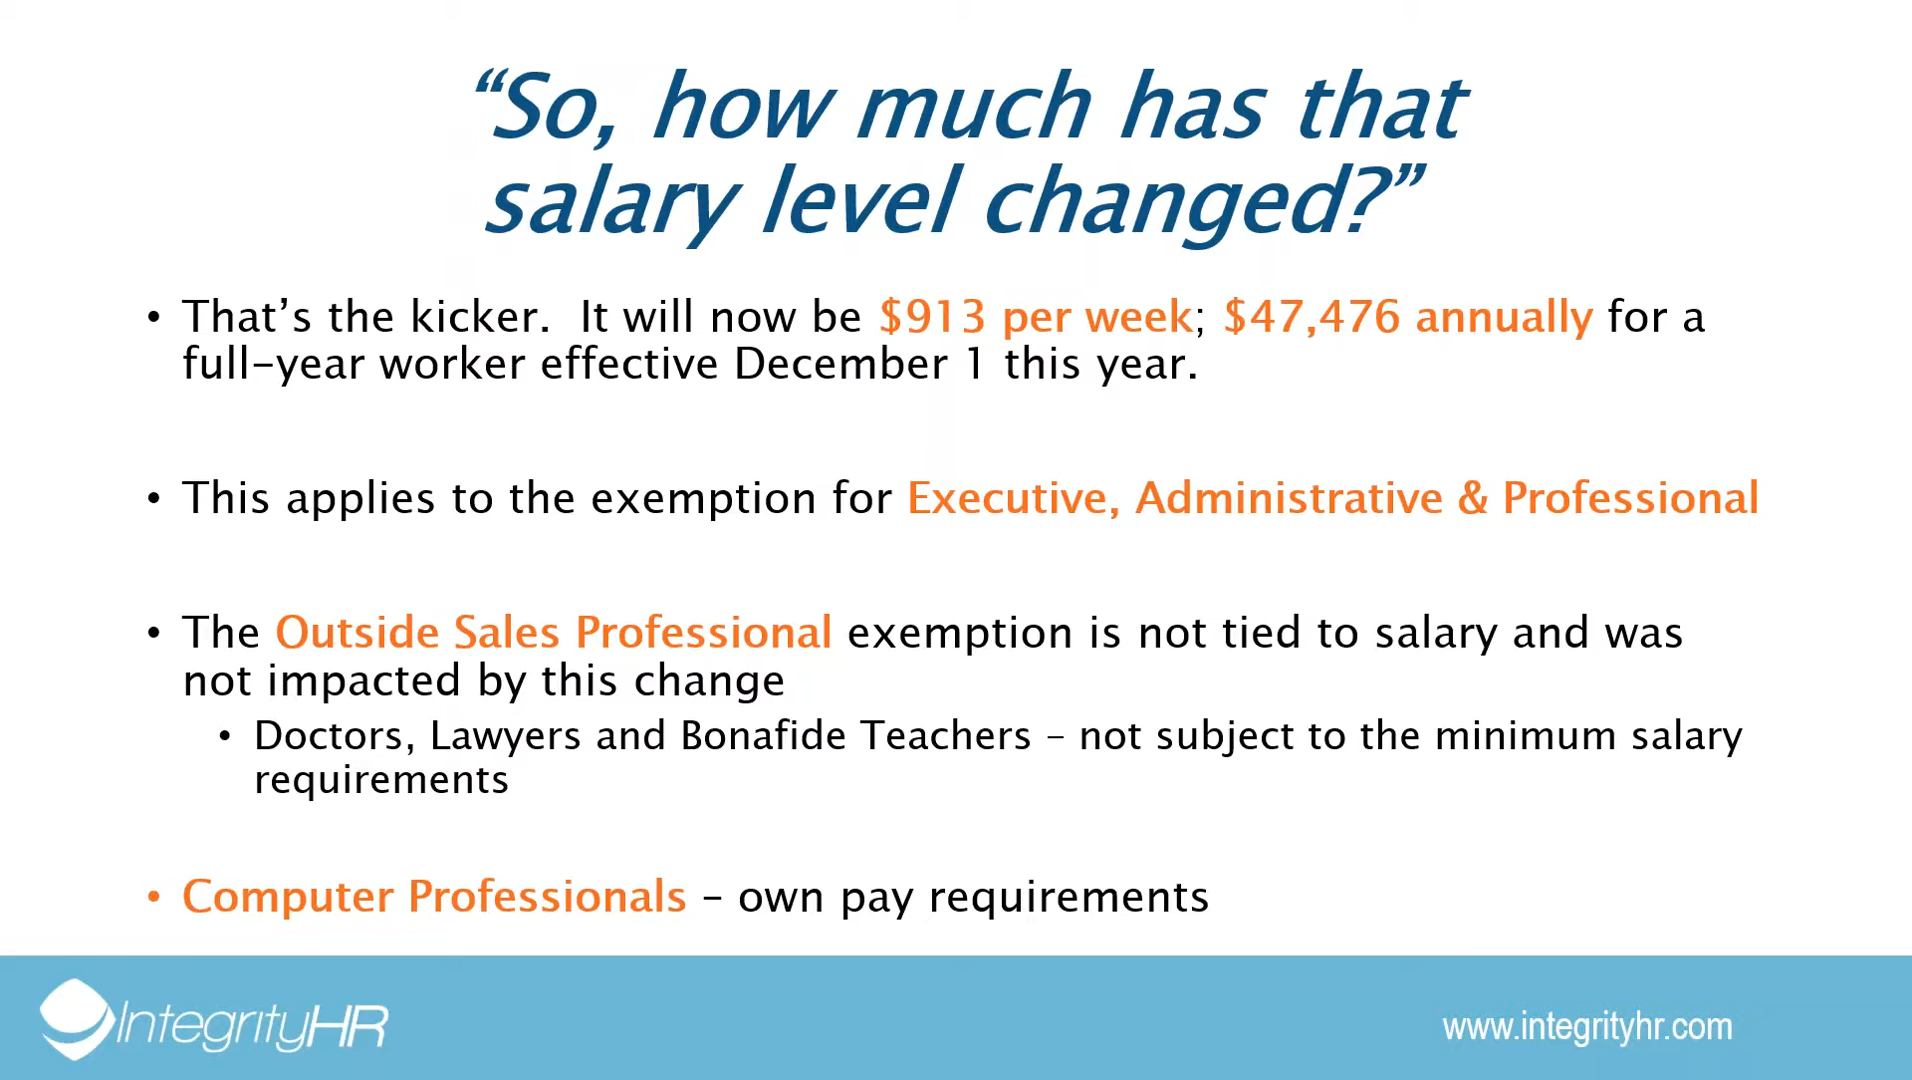 “So, how much has that
salary level changed?”
• That’s the kicker.  It will now be $913 per week; $47,476 annually for a
full-year worker effective December 1 this year.
• This applies to the exemption for Executive, Administrative & Professional
• The Outside Sales Professional exemption is not tied to salary and was
not impacted by this change
• Doctors, Lawyers and Bonafide Teachers – not subject to the minimum salary
requirements
• Computer Professionals – own pay requirements
IntegrityHR
www.integrityhr.com